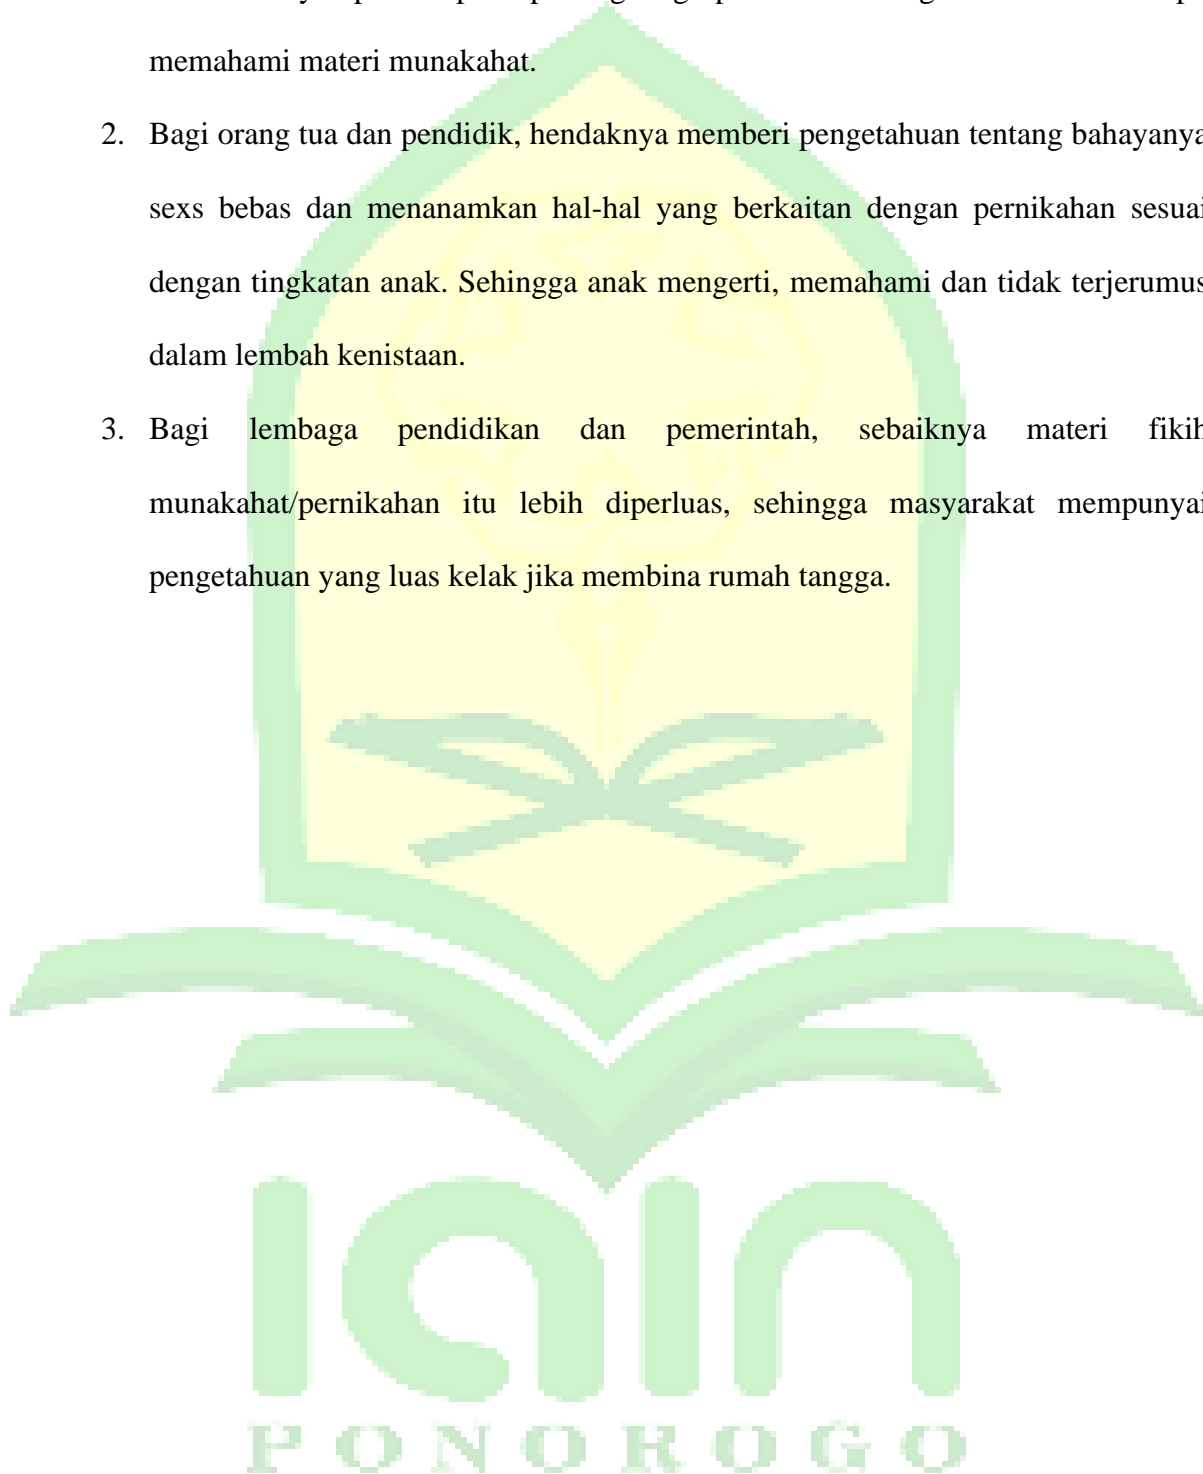 memahami materi munakahat.
2. Bagi orang tua dan pendidik, hendaknya memberi pengetahuan tentang bahayanya
sexs bebas dan menanamkan hal-hal yang berkaitan dengan pernikahan sesuai
dengan tingkatan anak. Sehingga anak mengerti, memahami dan tidak terjerumus
dalam lembah kenistaan.
3. Bagi lembaga pendidikan dan pemerintah, sebaiknya materi fikih
munakahat/pernikahan itu lebih diperluas, sehingga masyarakat mempunyai
pengetahuan yang luas kelak jika membina rumah tangga.
iain
PONOROGO